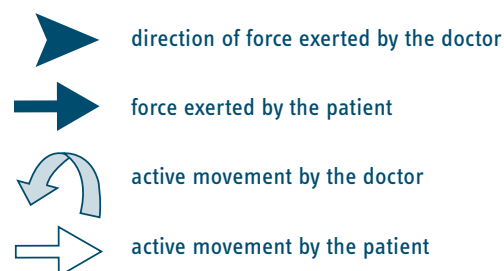 direction of force exerted by the doctor
force exerted by the patient
active movement by the doctor
active movement by the patient